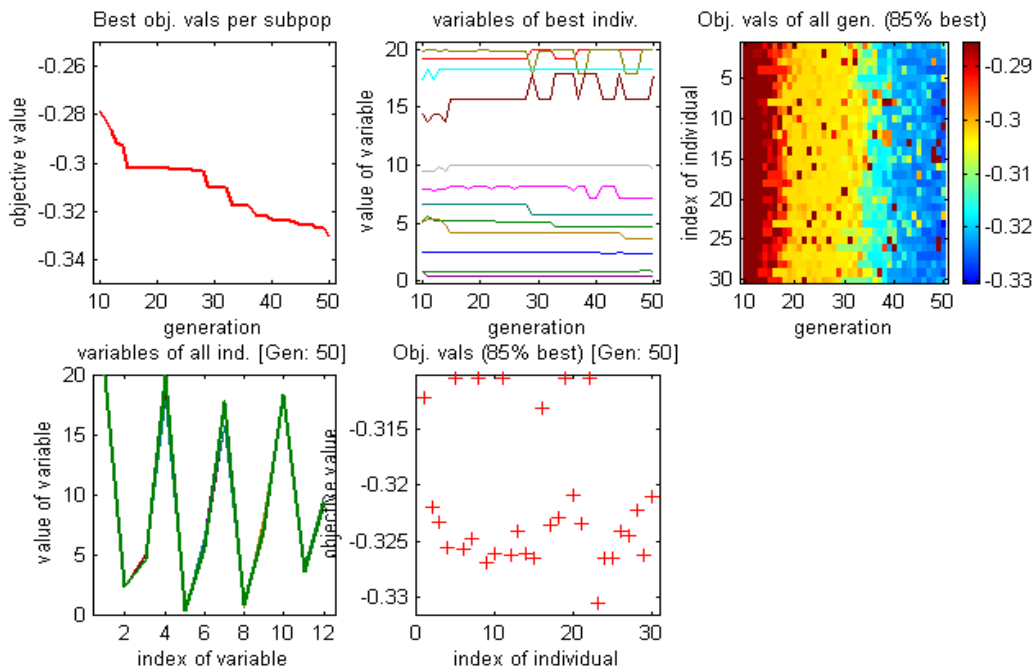 Best obj. vals per subpop
variables of best indiv.
Obj. vals of all gen. (85% best)
objective value
-0.26
-0.28
-0.3
-0.32
-0.34
10 20 30 40 50
generation
value of variable
20
15
10
5
0
10 20 30 40 50
generation
index of individual
5
10
15
20
25
30
10 20 30 40 50
generation
-0.29
-0.3
-0.31
-0.32
-0.33
variables of all ind. [Gen: 50]
Obj. vals (85% best) [Gen: 50]
value of variable
20
15
10
5
0
2 4 6 8 10 12
index of variable
objective value
-0.315
-0.32
-0.325
-0.33
0 10 20 30
index of individual